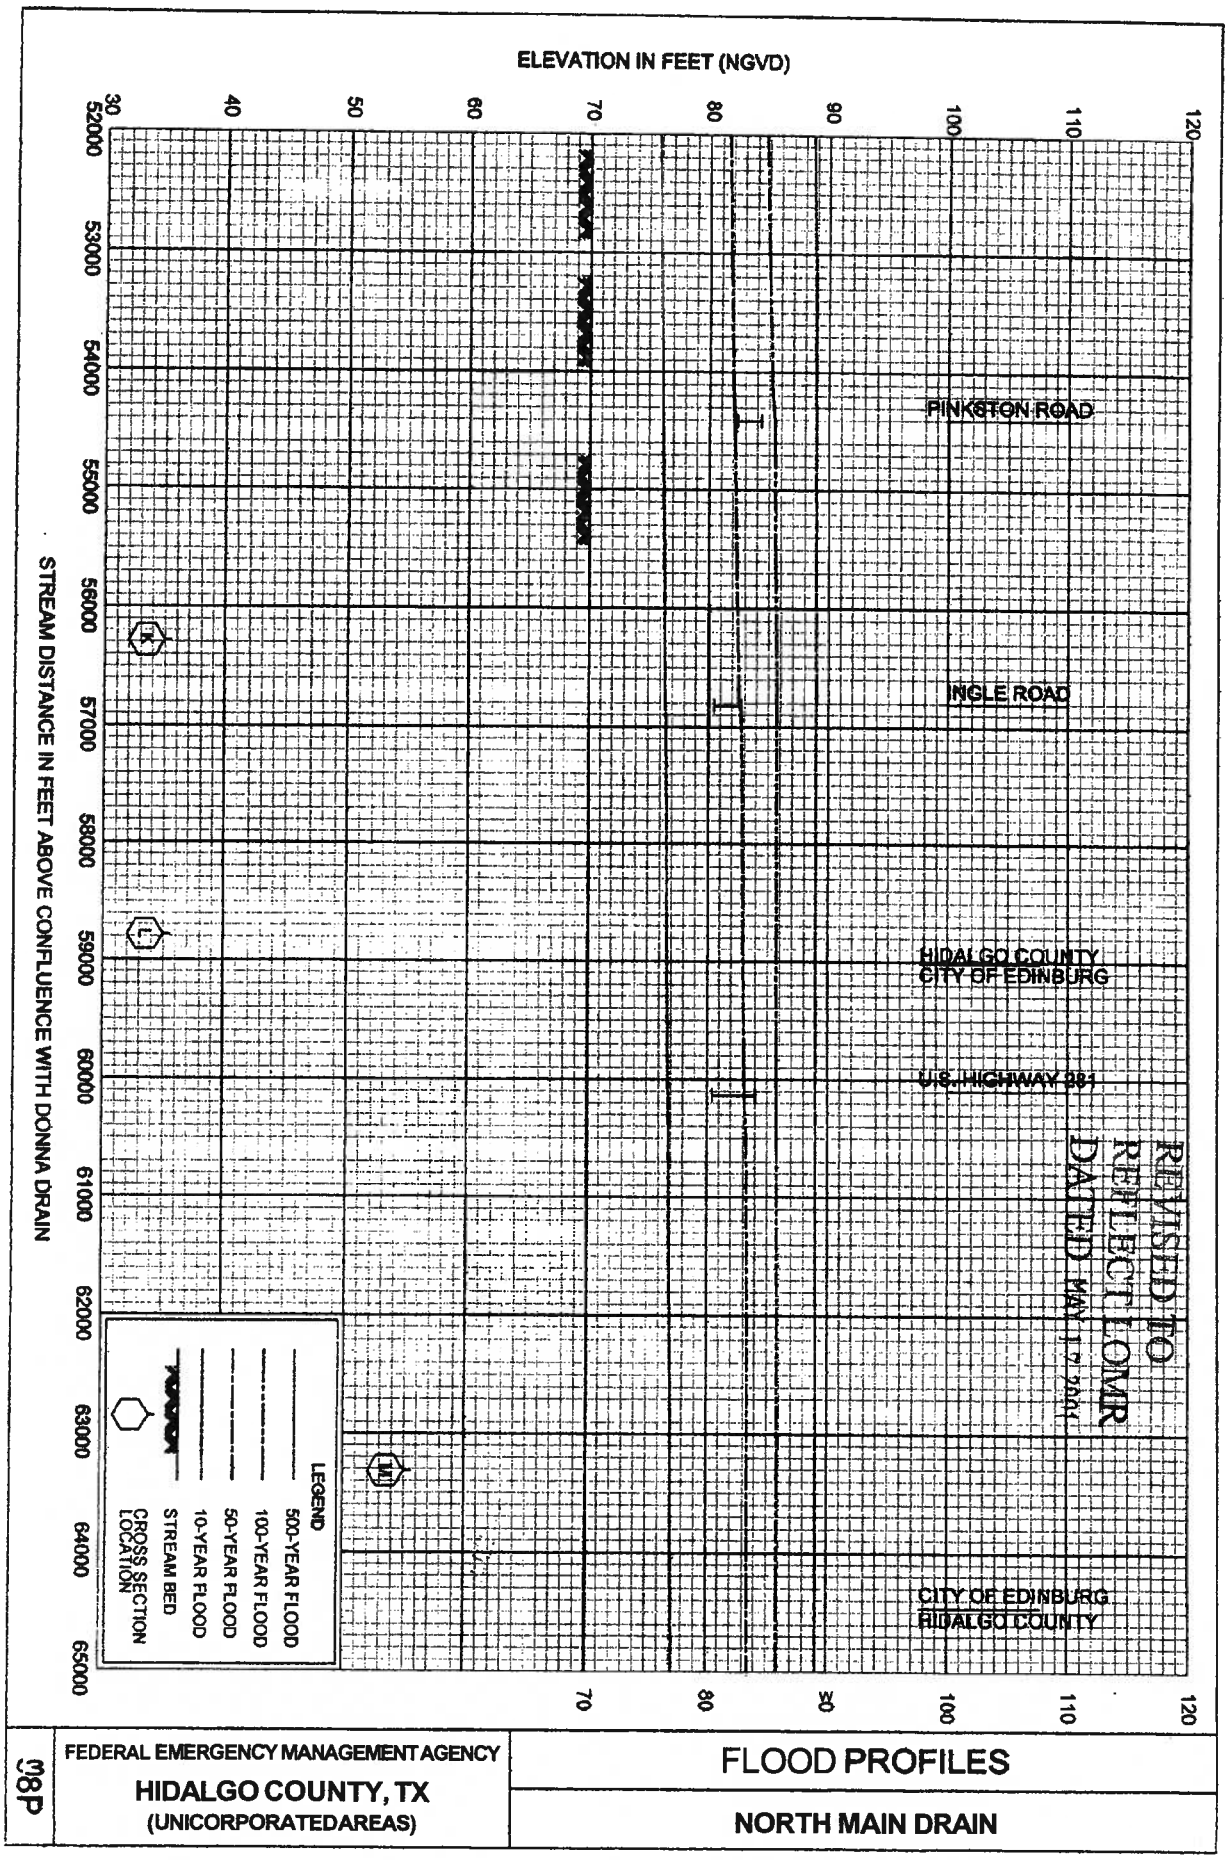 ELEVATION IN FEET (NGVD)
30
40
50
60
70
80
90
100
110
120
52000
53000
54000
55000
56000
57000
58000
59000
60000
61000
62000
63000
64000
65000
STREAM DISTANCE IN FEET ABOVE CONFLUENCE WITH DONNA DRAIN
PINKSTON ROAD
INGLE ROAD
HIDALGO COUNTY
CITY OF EDINBURG
U.S. HIGHWAY 281
CITY OF EDINBURG
HIDALGO COUNTY
REVISED TO
REFLECT LOMR
DATED MAY 17 2001
K
L
M
LEGEND
500-YEAR FLOOD
100-YEAR FLOOD
50-YEAR FLOOD
10-YEAR FLOOD
STREAM BED
CROSS SECTION
LOCATION
70
80
90
100
110
120
FEDERAL EMERGENCY MANAGEMENT AGENCY
HIDALGO COUNTY, TX
(UNICORPORATEDAREAS)
FLOOD PROFILES
NORTH MAIN DRAIN